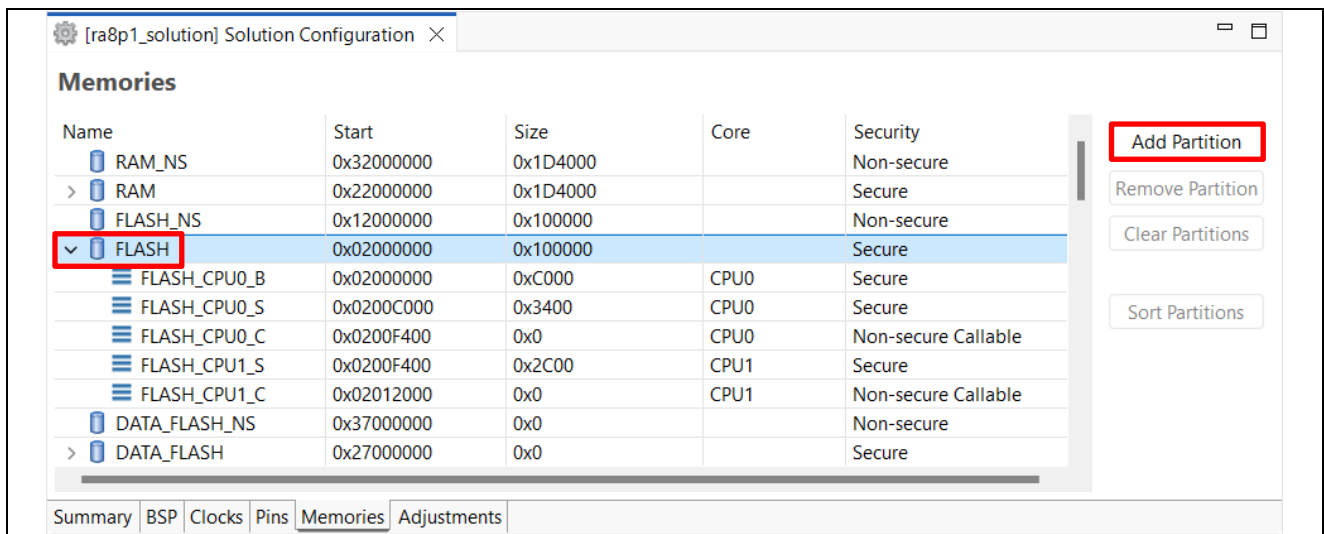 [ra8p1_solution] Solution Configuration
Memories
Name Start Size Core Security
RAM_NS 0x32000000 0x1D4000 Non-secure
RAM 0x22000000 0x1D4000 Secure
FLASH_NS 0x12000000 0x100000 Non-secure
FLASH 0x02000000 0x100000 Secure
FLASH_CPU0_B 0x02000000 0xC000 CPU0 Secure
FLASH_CPU0_S 0x0200C000 0x3400 CPU0 Secure
FLASH_CPU0_C 0x0200F400 0x0 CPU0 Non-secure Callable
FLASH_CPU1_S 0x0200F400 0x2C00 CPU1 Secure
FLASH_CPU1_C 0x02012000 0x0 CPU1 Non-secure Callable
DATA_FLASH_NS 0x37000000 0x0 Non-secure
DATA_FLASH 0x27000000 0x0 Secure
Add Partition
Remove Partition
Clear Partitions
Sort Partitions
Summary BSP Clocks Pins Memories Adjustments